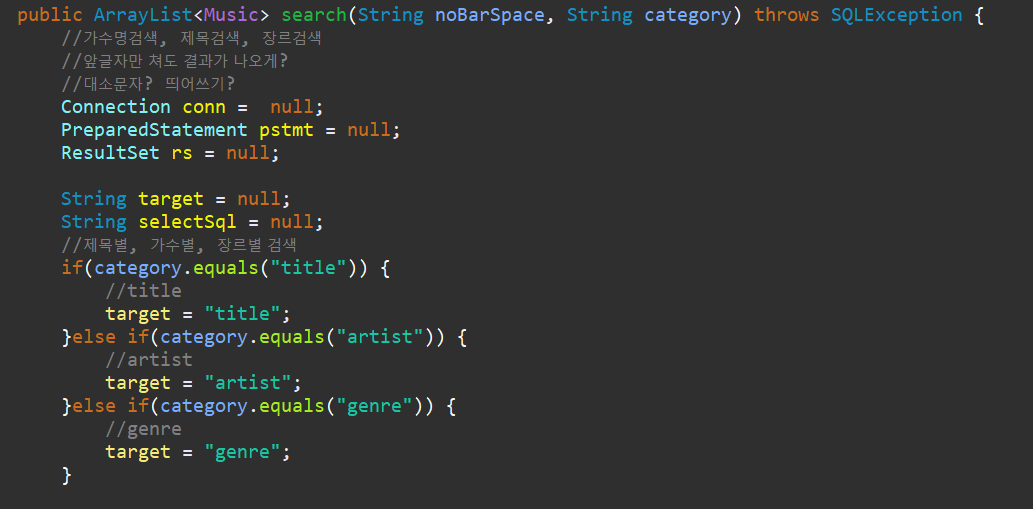 public ArrayList<Music> search(String noBarSpace, String category) throws SQLException {
//가수명검색, 제목검색, 장르검색
//앞글자만 쳐도 결과가 나오게?
//대소문자? 띄어쓰기?
Connection conn =  null;
PreparedStatement pstmt = null;
ResultSet rs = null;
String target = null;
String selectSql = null;
//제목별, 가수별, 장르별 검색
if(category.equals("title")) {
//title
target = "title";
}else if(category.equals("artist")) {
//artist
target = "artist";
}else if(category.equals("genre")) {
//genre
target = "genre";
}